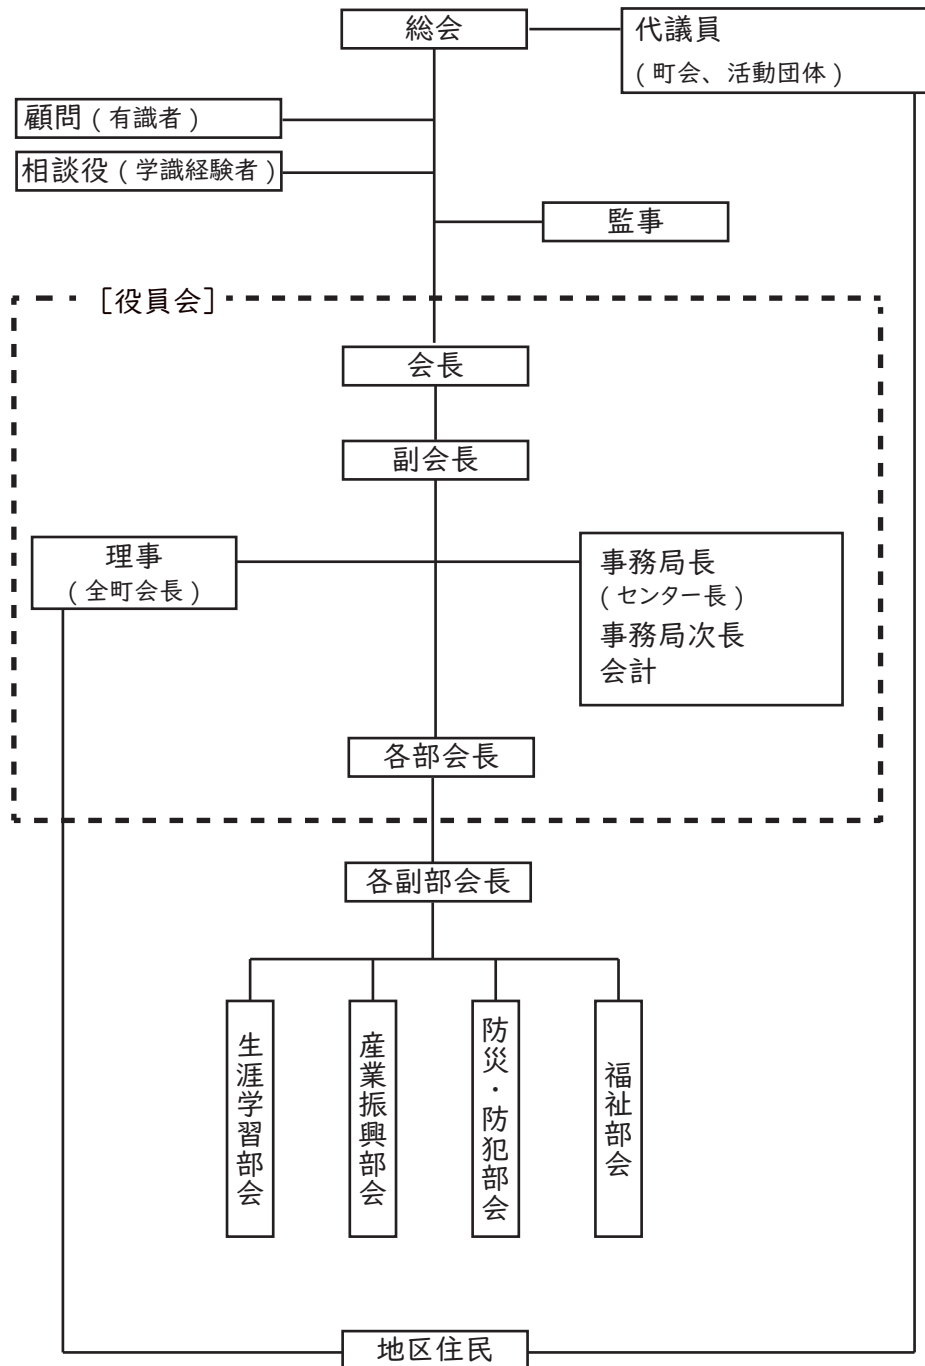 総会
代議員
(町会、活動団体)
顧問(有識者)
相談役(学識経験者)
監事
[役員会]
会長
副会長
理事
(全町会長)
事務局長
(センター長)
事務局次長
会計
各部会長
各副部会長
生涯学習部会
産業振興部会
防災・防犯部会
福祉部会
地区住民